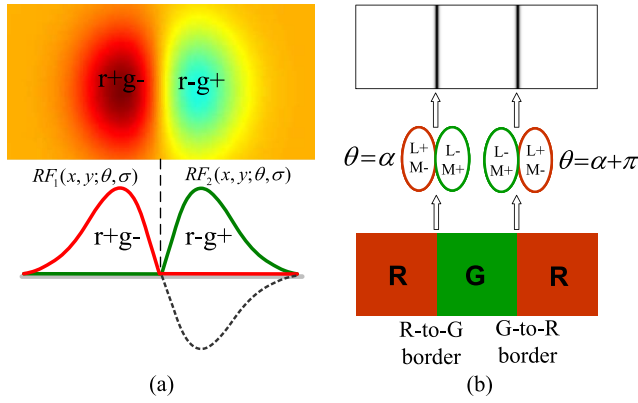 r+g- r-g+
RF₁(x, y;θ,σ) RF₂(x, y;θ,σ)
r+g- r-g+
(a)
θ=α L+ M- L- M+ L- M+ L+ M- θ=α+π
R G R
R-to-G border G-to-R border
(b)